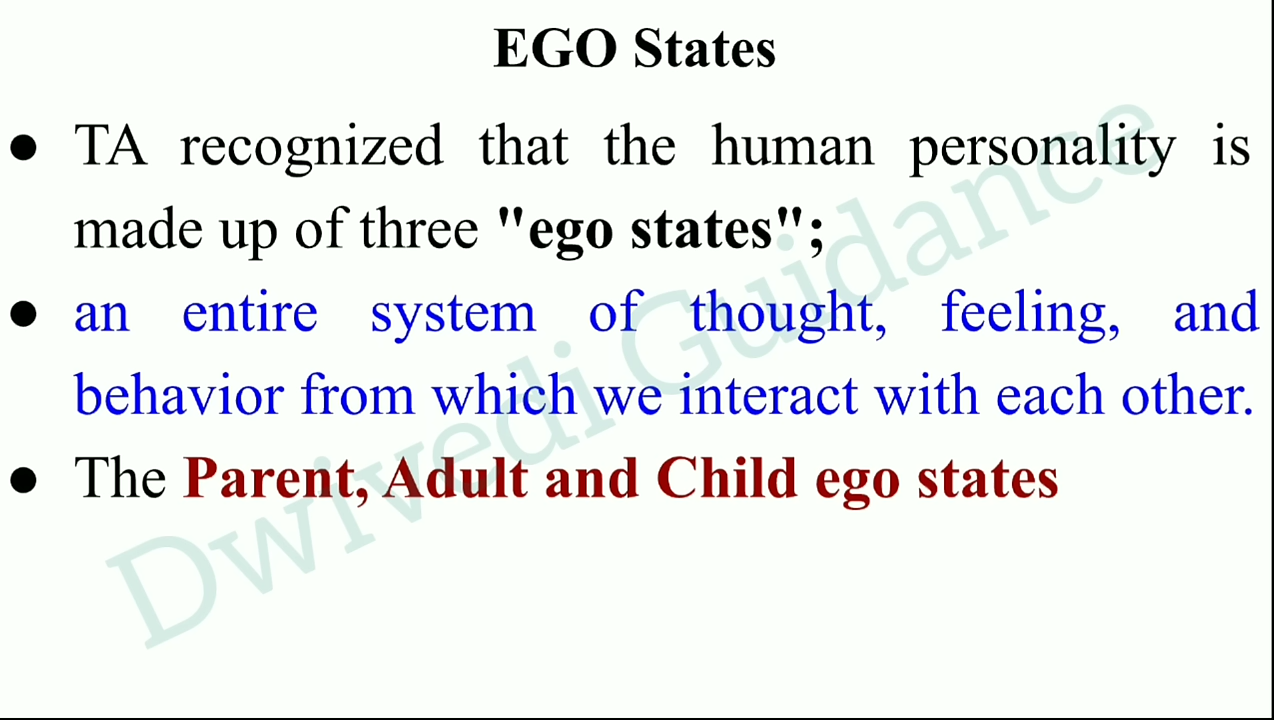 EGO States
● TA recognized that the human personality is
made up of three "ego states";
● an entire system of thought, feeling, and
behavior from which we interact with each other.
● The Parent, Adult and Child ego states
Dwivedi Guidance